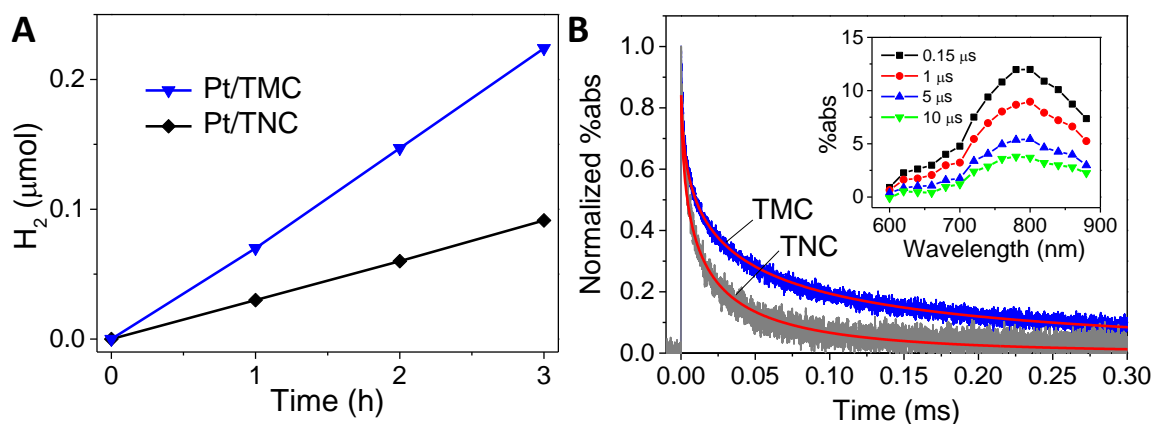 A
H₂ (μmol)
0.2
0.1
0.0
Pt/TMC
Pt/TNC
0 1 2 3
Time (h)
B
Normalized %abs
1.0
0.8
0.6
0.4
0.2
0.0
TMC
TNC
0.00 0.05 0.10 0.15 0.20 0.25 0.30
Time (ms)
%abs
15
10
5
0
0.15 μs
1 μs
5 μs
10 μs
600 700 800 900
Wavelength (nm)